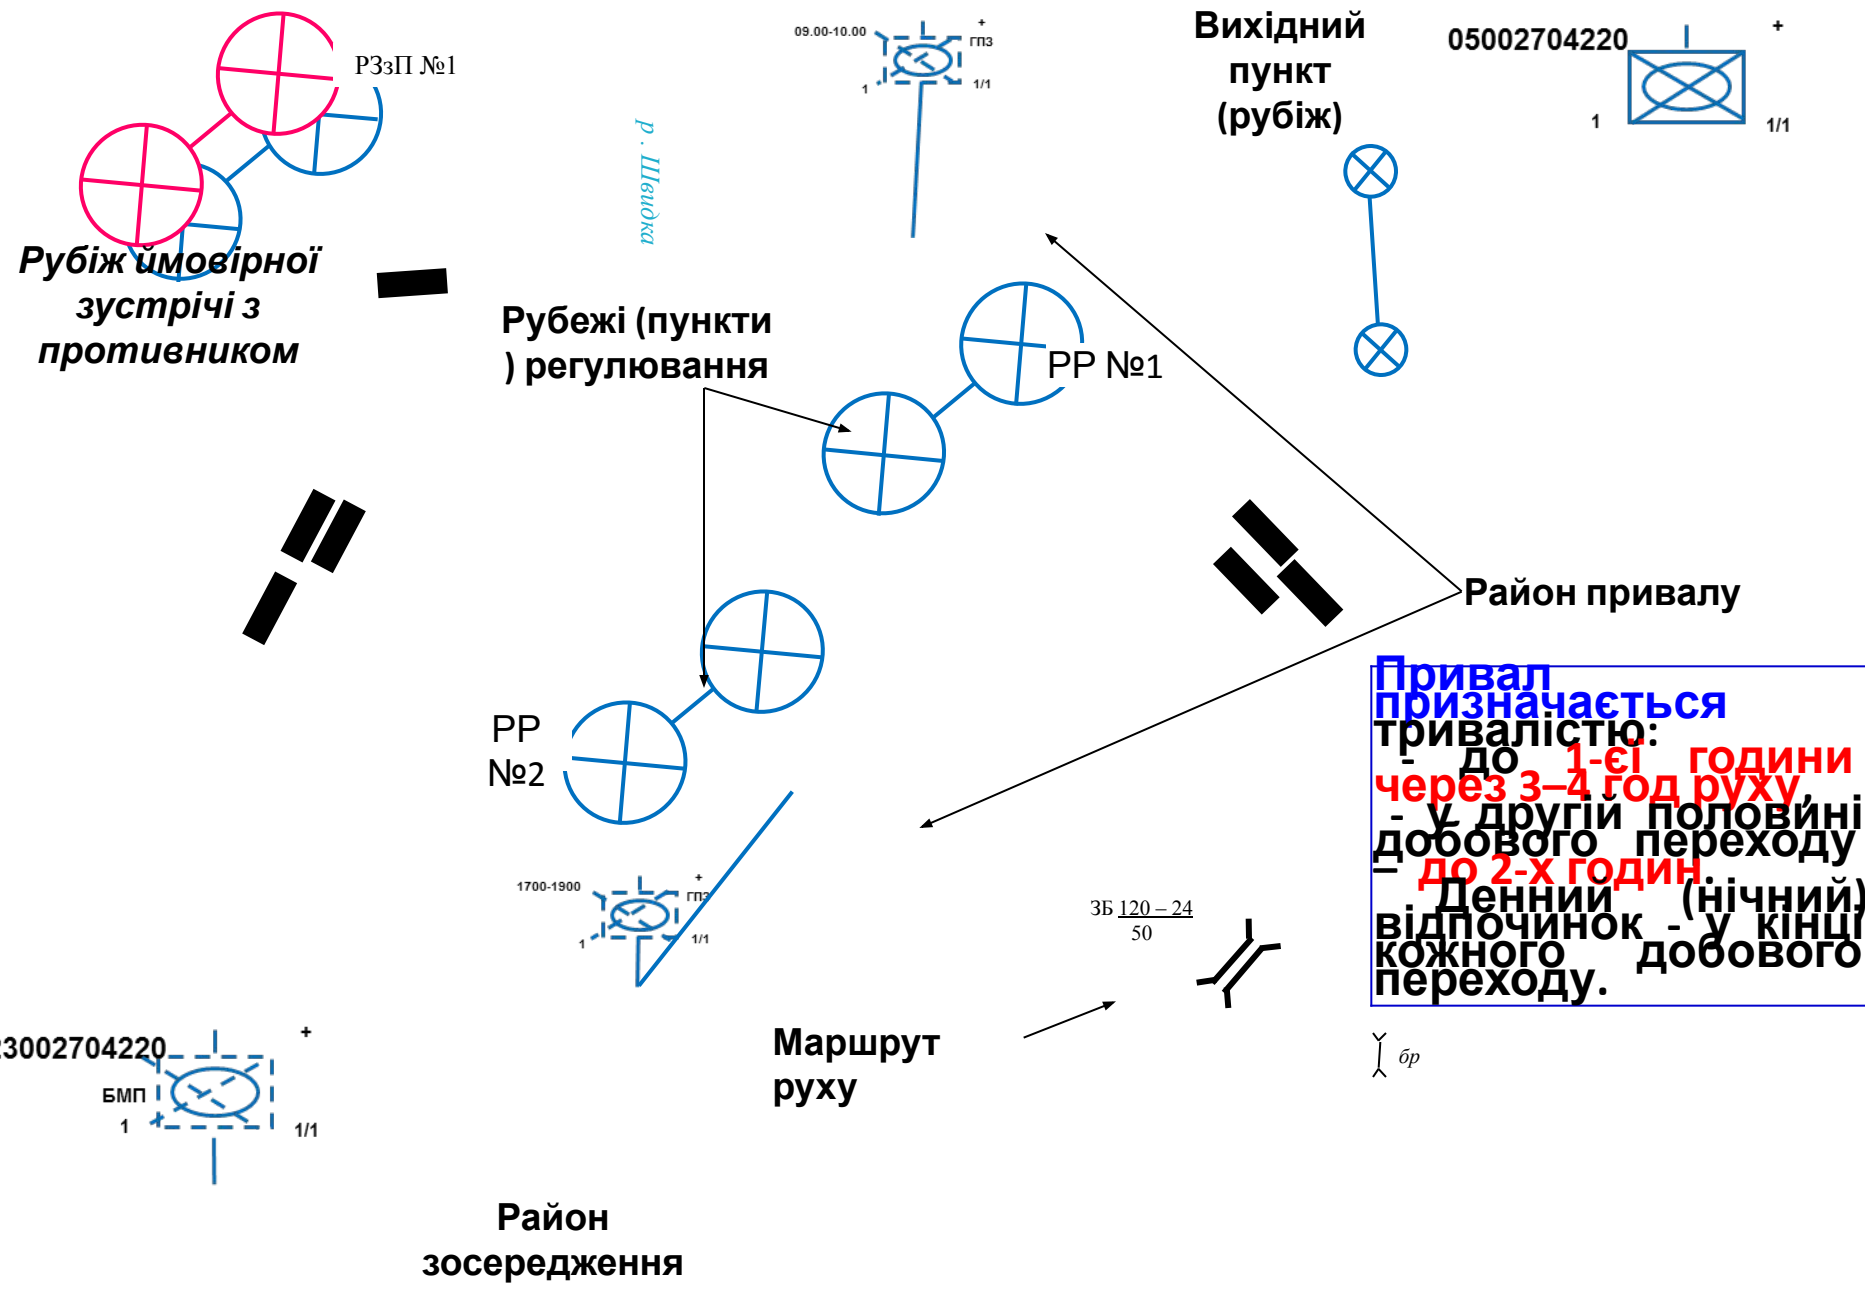 РЗзП №1
Рубіж ймовірної
зустрічі з
противником
р . Швидка
09.00-10.00
+
ГПЗ
1
1/1
Вихідний
пункт
(рубіж)
05002704220
+
1
1/1
Рубежі (пункти
) регулювання
РР №1
Район привалу
РР
№2
Привал
призначається
тривалістю:
- до 1-єї години
через 3–4 год руху,
- у другій половині
добового переходу
– до 2-х годин.
Денний (нічний)
відпочинок - у кінці
кожного добового
переходу.
1700-1900
+
ГПЗ
1
1/1
ЗБ 120 – 24
50
Маршрут
руху
бр
23002704220
+
БМП
1
1/1
Район
зосередження